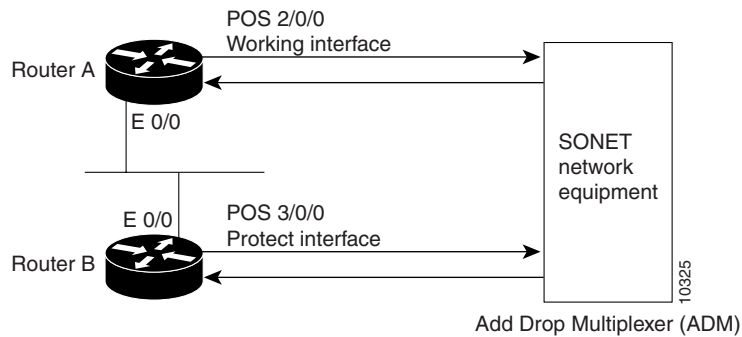 POS 2/0/0
Working interface
Router A
E 0/0
SONET
network
equipment
E 0/0
POS 3/0/0
Protect interface
Router B
10325
Add Drop Multiplexer (ADM)